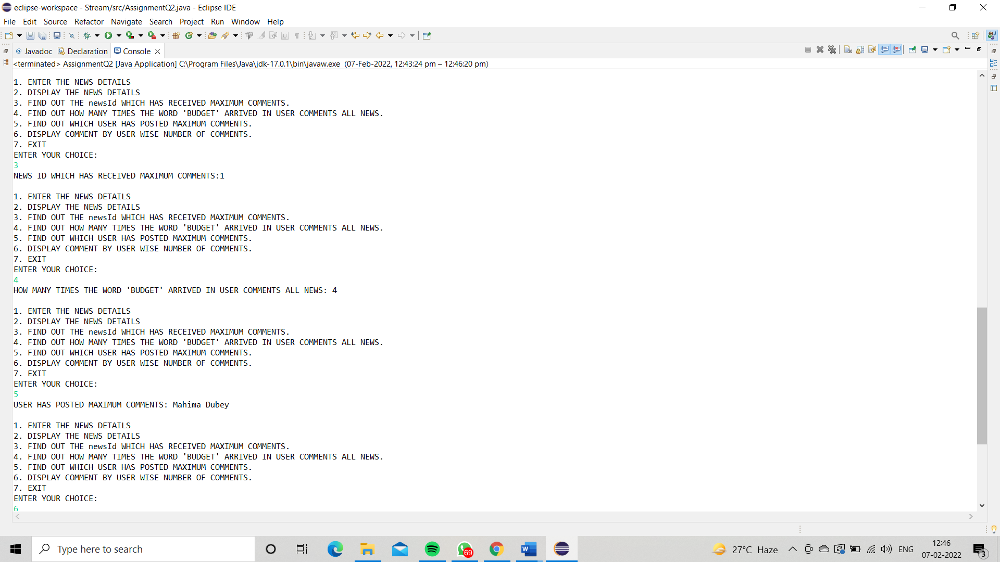 eclipse-workspace - Stream/src/AssignmentQ2.java - Eclipse IDE
File Edit Source Refactor Navigate Search Project Run Window Help
@ Javadoc Declaration Console
<terminated> AssignmentQ2 [Java Application] C:\Program Files\Java\jdk-17.0.1\bin\javaw.exe (07-Feb-2022, 12:43:24 pm – 12:46:20 pm)
1. ENTER THE NEWS DETAILS
2. DISPLAY THE NEWS DETAILS
3. FIND OUT THE newsId WHICH HAS RECEIVED MAXIMUM COMMENTS.
4. FIND OUT HOW MANY TIMES THE WORD 'BUDGET' ARRIVED IN USER COMMENTS ALL NEWS.
5. FIND OUT WHICH USER HAS POSTED MAXIMUM COMMENTS.
6. DISPLAY COMMENT BY USER WISE NUMBER OF COMMENTS.
7. EXIT
ENTER YOUR CHOICE:
3
NEWS ID WHICH HAS RECEIVED MAXIMUM COMMENTS:1
1. ENTER THE NEWS DETAILS
2. DISPLAY THE NEWS DETAILS
3. FIND OUT THE newsId WHICH HAS RECEIVED MAXIMUM COMMENTS.
4. FIND OUT HOW MANY TIMES THE WORD 'BUDGET' ARRIVED IN USER COMMENTS ALL NEWS.
5. FIND OUT WHICH USER HAS POSTED MAXIMUM COMMENTS.
6. DISPLAY COMMENT BY USER WISE NUMBER OF COMMENTS.
7. EXIT
ENTER YOUR CHOICE:
4
HOW MANY TIMES THE WORD 'BUDGET' ARRIVED IN USER COMMENTS ALL NEWS: 4
1. ENTER THE NEWS DETAILS
2. DISPLAY THE NEWS DETAILS
3. FIND OUT THE newsId WHICH HAS RECEIVED MAXIMUM COMMENTS.
4. FIND OUT HOW MANY TIMES THE WORD 'BUDGET' ARRIVED IN USER COMMENTS ALL NEWS.
5. FIND OUT WHICH USER HAS POSTED MAXIMUM COMMENTS.
6. DISPLAY COMMENT BY USER WISE NUMBER OF COMMENTS.
7. EXIT
ENTER YOUR CHOICE:
5
USER HAS POSTED MAXIMUM COMMENTS: Mahima Dubey
1. ENTER THE NEWS DETAILS
2. DISPLAY THE NEWS DETAILS
3. FIND OUT THE newsId WHICH HAS RECEIVED MAXIMUM COMMENTS.
4. FIND OUT HOW MANY TIMES THE WORD 'BUDGET' ARRIVED IN USER COMMENTS ALL NEWS.
5. FIND OUT WHICH USER HAS POSTED MAXIMUM COMMENTS.
6. DISPLAY COMMENT BY USER WISE NUMBER OF COMMENTS.
7. EXIT
ENTER YOUR CHOICE:
6
Type here to search
69
W
27°C Haze
ENG
12:46
07-02-2022
3